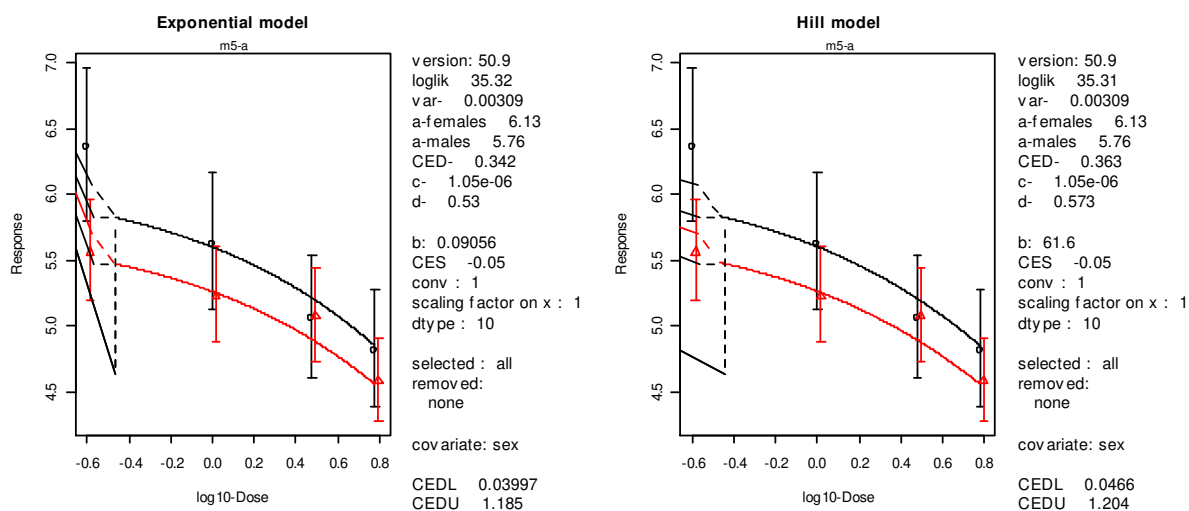 Exponential model
m5-a
7.0
6.5
6.0
5.5
5.0
4.5
Response
-0.6 -0.4 -0.2 0.0 0.2 0.4 0.6 0.8
log10-Dose
version: 50.9
loglik 35.32
var- 0.00309
a-females 6.13
a-males 5.76
CED- 0.342
c- 1.05e-06
d- 0.53
b: 0.09056
CES -0.05
conv : 1
scaling factor on x : 1
dtype : 10
selected : all
removed:
none
covariate: sex
CEDL 0.03997
CEDU 1.185
Hill model
m5-a
7.0
6.5
6.0
5.5
5.0
4.5
Response
-0.6 -0.4 -0.2 0.0 0.2 0.4 0.6 0.8
log10-Dose
version: 50.9
loglik 35.31
var- 0.00309
a-females 6.13
a-males 5.76
CED- 0.363
c- 1.05e-06
d- 0.573
b: 61.6
CES -0.05
conv : 1
scaling factor on x : 1
dtype : 10
selected : all
removed:
none
covariate: sex
CEDL 0.0466
CEDU 1.204